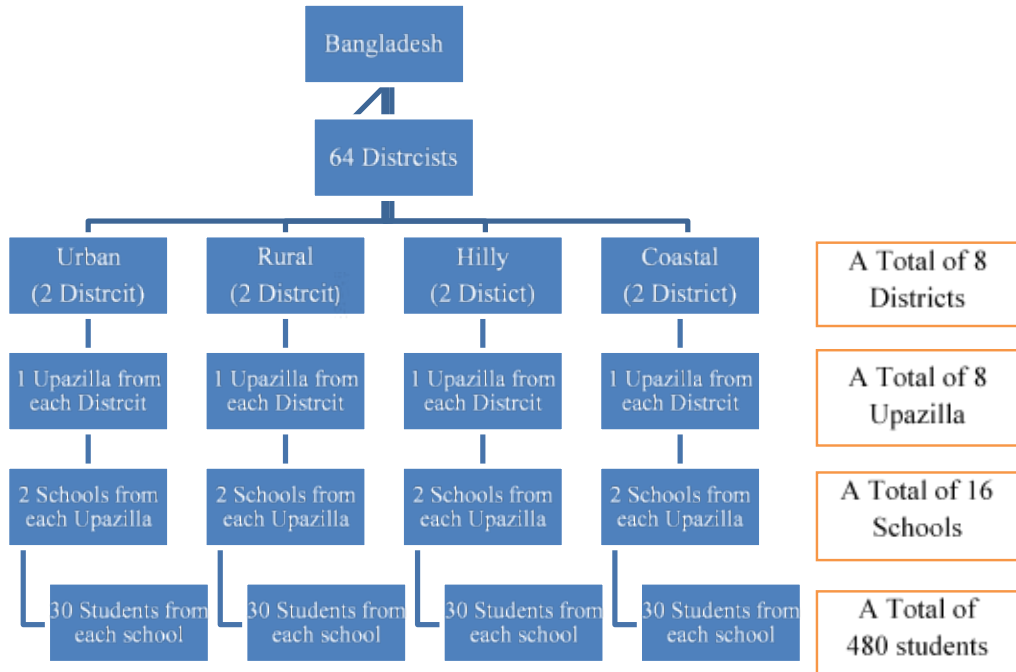 Bangladesh
64 Distrcists
Urban
(2 Distrcit)
Rural
(2 Distrcit)
Hilly
(2 Distict)
Coastal
(2 District)
A Total of 8
Districts
1 Upazilla from
each Distrcit
1 Upazilla from
each Distrcit
1 Upazilla from
each Distrcit
1 Upazilla from
each Distrcit
A Total of 8
Upazilla
2 Schools from
each Upazilla
2 Schools from
each Upazilla
2 Schools from
each Upazilla
2 Schools from
each Upazilla
A Total of 16
Schools
30 Students from
each school
30 Students from
each school
30 Students from
each school
30 Students from
each school
A Total of
480 students